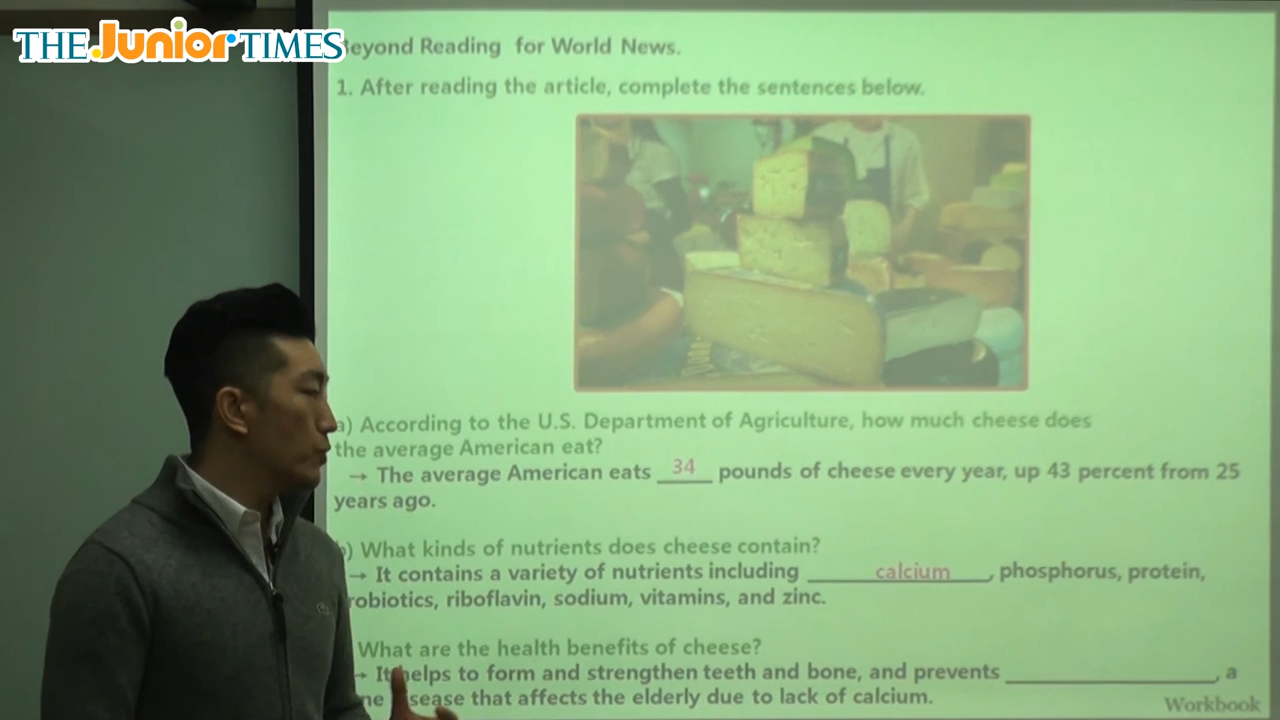 THE Junior TIMES
eyond Reading for World News.
1. After reading the article, complete the sentences below.
a) According to the U.S. Department of Agriculture, how much cheese does
the average American eat?
→ The average American eats 34 pounds of cheese every year, up 43 percent from 25
years ago.
) What kinds of nutrients does cheese contain?
→ It contains a variety of nutrients including calcium, phosphorus, protein,
robiotics, riboflavin, sodium, vitamins, and zinc.
What are the health benefits of cheese?
→ It helps to form and strengthen teeth and bone, and prevents ____________, a
ne disease that affects the elderly due to lack of calcium.
Workbook